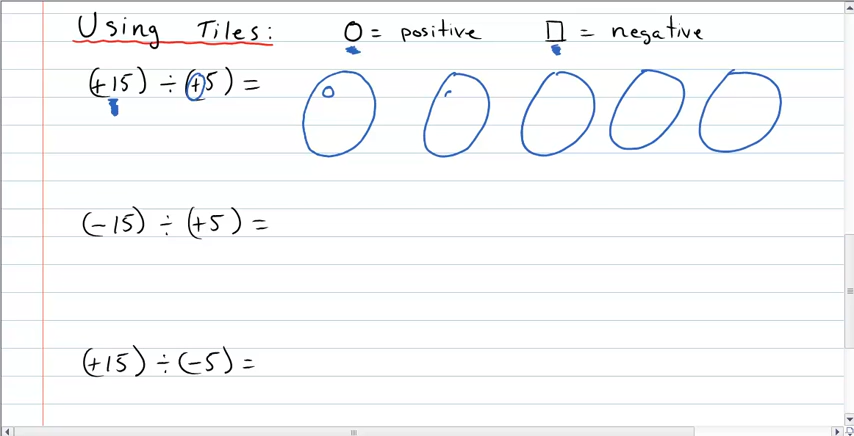 Using Tiles: O = positive □ = negative
(+15) ÷ (+5) =
(-15) ÷ (+5) =
(+15) ÷ (-5) =